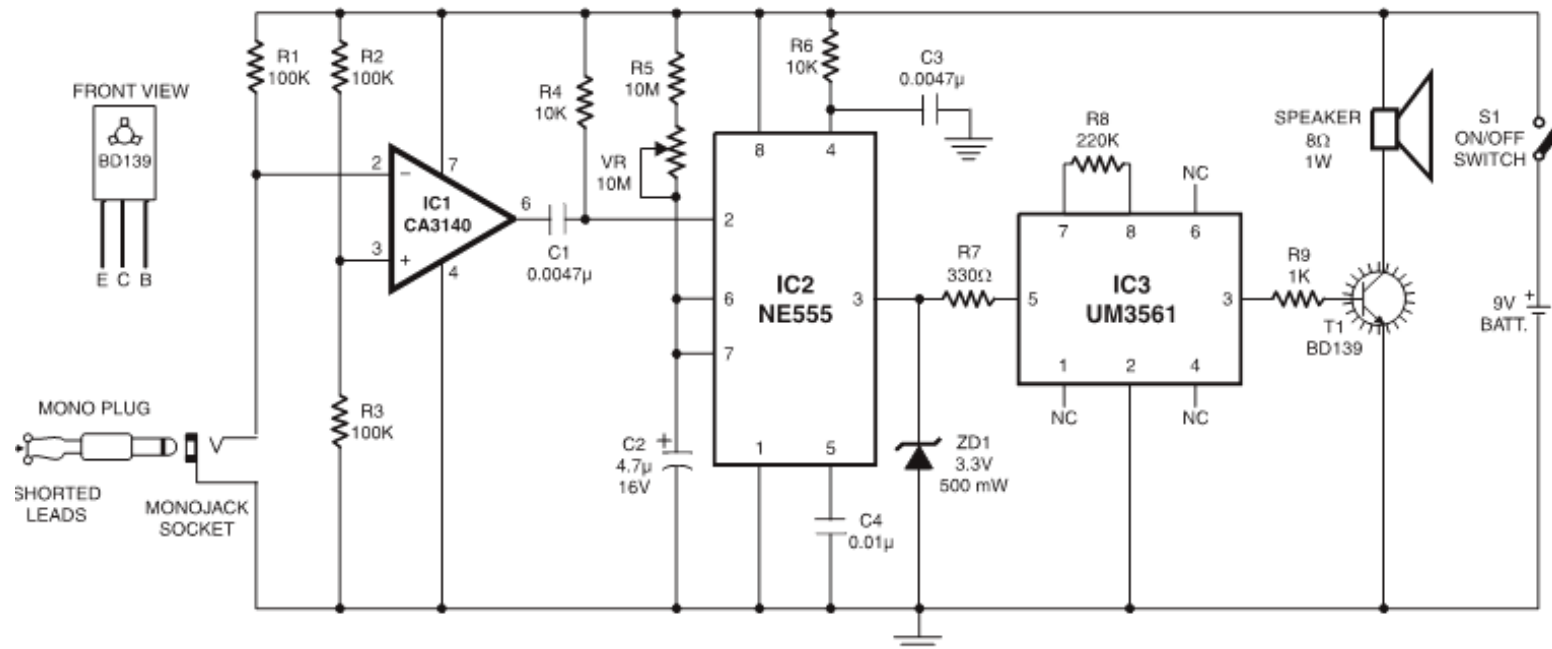 FRONT VIEW
BD139
E C B
R1
100K
R2
100K
2
−
3
+
7
IC1
CA3140
4
6
C1
0.0047µ
R3
100K
MONO PLUG
SHORTED
LEADS
MONOJACK
SOCKET
R4
10K
R5
10M
VR
10M
C2
+
4.7µ
16V
R6
10K
C3
0.0047µ
8
4
2
6
7
IC2
NE555
3
1
5
C4
0.01µ
ZD1
3.3V
500 mW
R7
330Ω
R8
220K
NC
7
8
6
5
IC3
UM3561
3
1
2
4
NC
NC
R9
1K
T1
BD139
SPEAKER
8Ω
1W
S1
ON/OFF
SWITCH
9V
BATT.
+